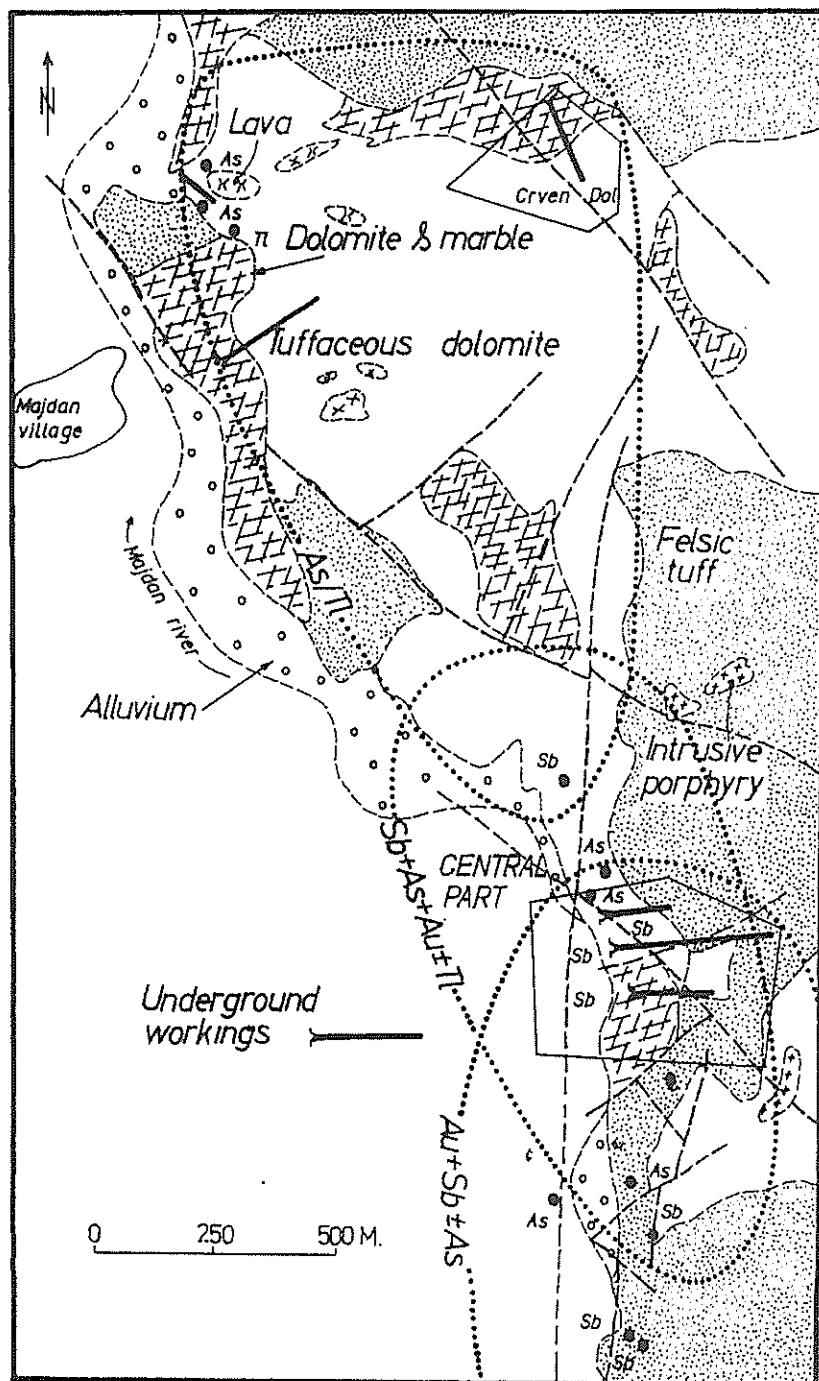 N
Lava
As
As
Crven Dol
π Dolomite & marble
Tuffaceous dolomite
Majdan
village
As/Tl
Felsic
tuff
Majdan river
Alluvium
Sb
Intrusive
porphyry
Sb+As+Au±Tl
CENTRAL
PART
As
As
Sb
Sb
Sb
Underground
workings
Au+Sb±As
As
As
Sb
0 250 500 M.
Sb
Sb